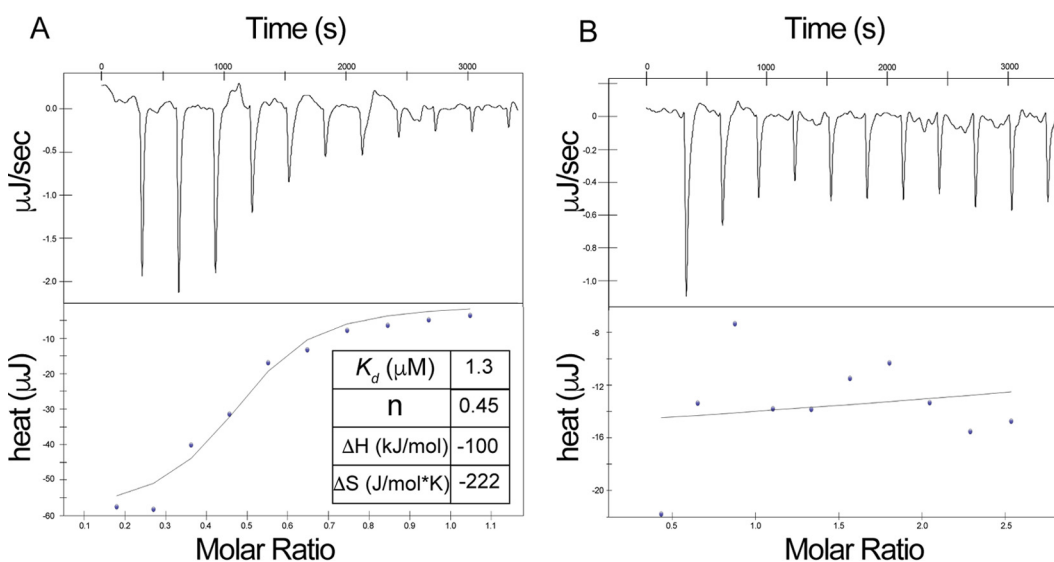 A
Time (s)
0 1000 2000 3000
μJ/sec
0.0
-0.5
-1.0
-1.5
-2.0
heat (μJ)
-10
-20
-30
-40
-50
-60
Kd (μM) 1.3
n 0.45
ΔH (kJ/mol) -100
ΔS (J/mol*K) -222
0.1 0.2 0.3 0.4 0.5 0.6 0.7 0.8 0.9 1.0 1.1
Molar Ratio
B
Time (s)
0 1000 2000 3000
μJ/sec
0
-0.2
-0.4
-0.6
-0.8
-1.0
heat (μJ)
-8
-12
-16
-20
0.5 1.0 1.5 2.0 2.5
Molar Ratio